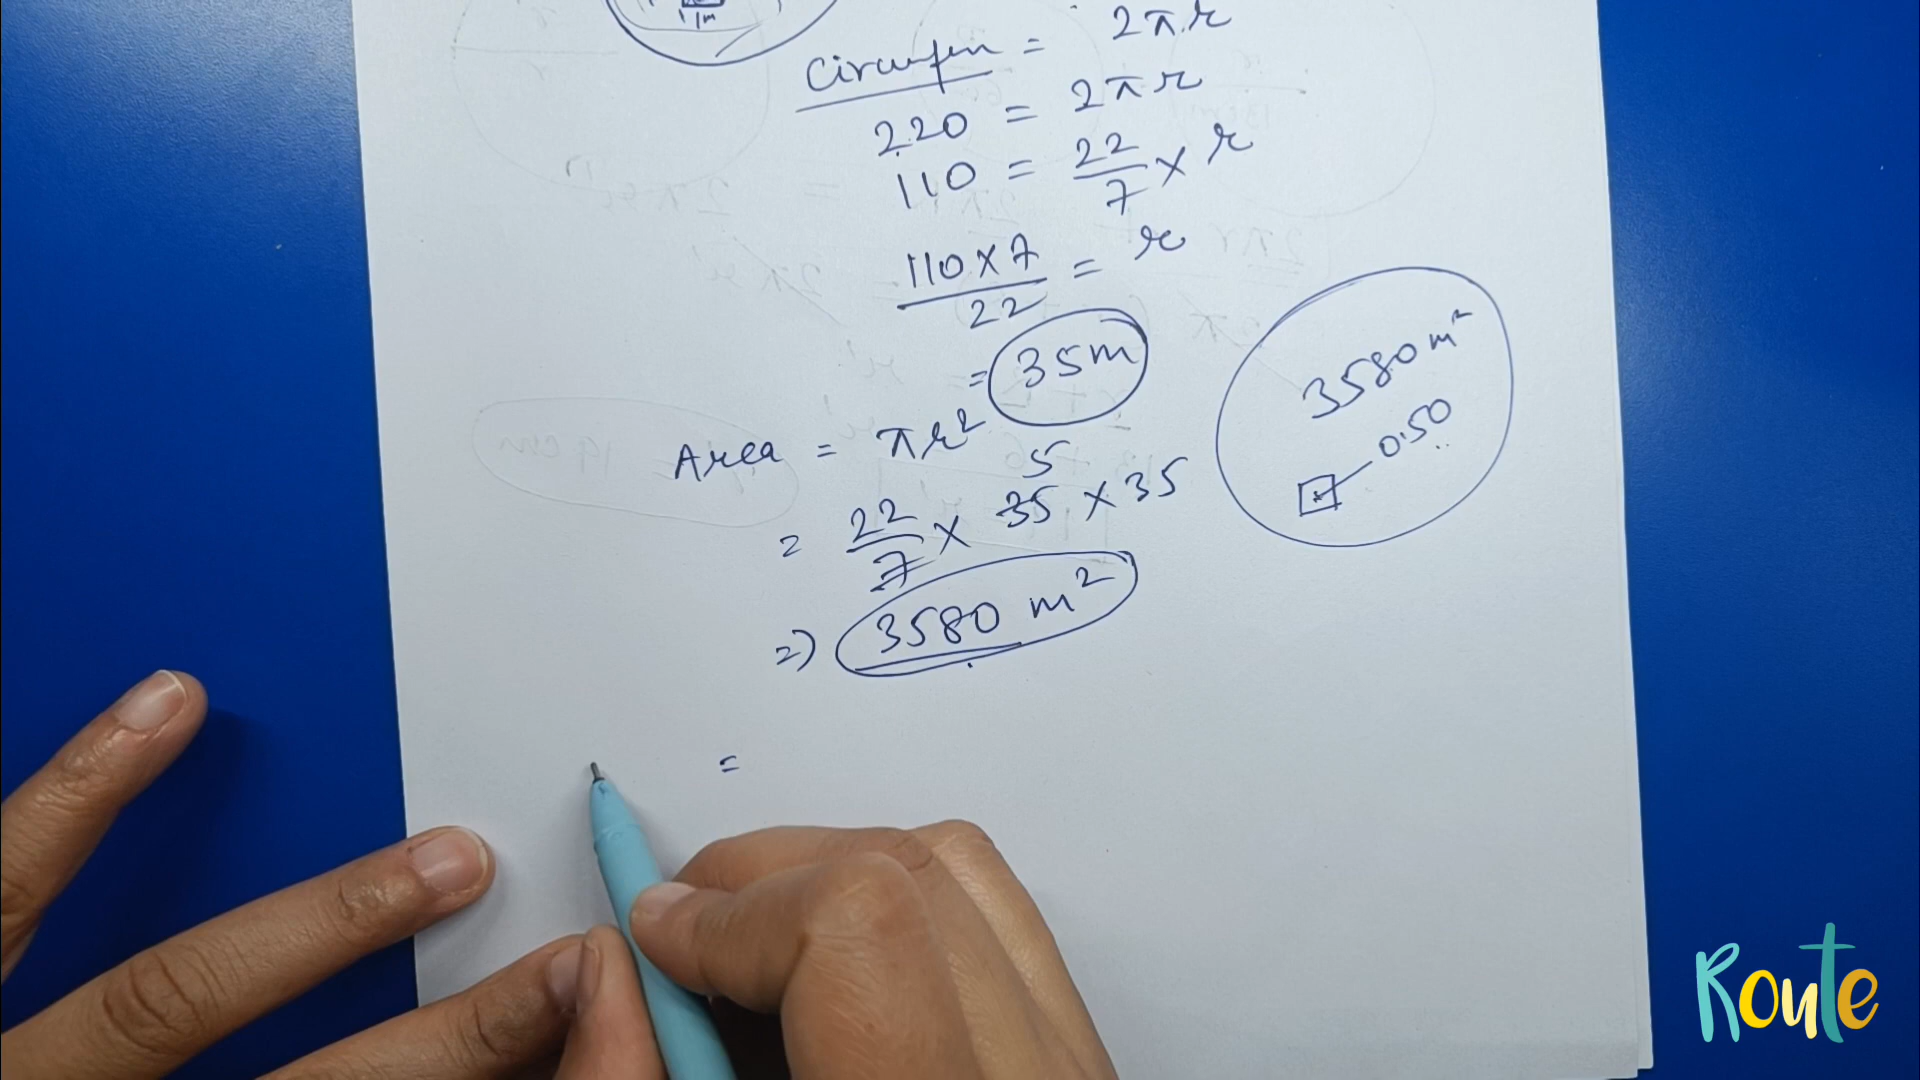 1m
Circumfen = 2πr
220 = 2πr
110 = 22/7 × r
110×7/22 = r
= 35m
Area = πr²
5
= 22/7 × 35 × 35
=) 3580 m²
=
3580 m²
0.50
Route